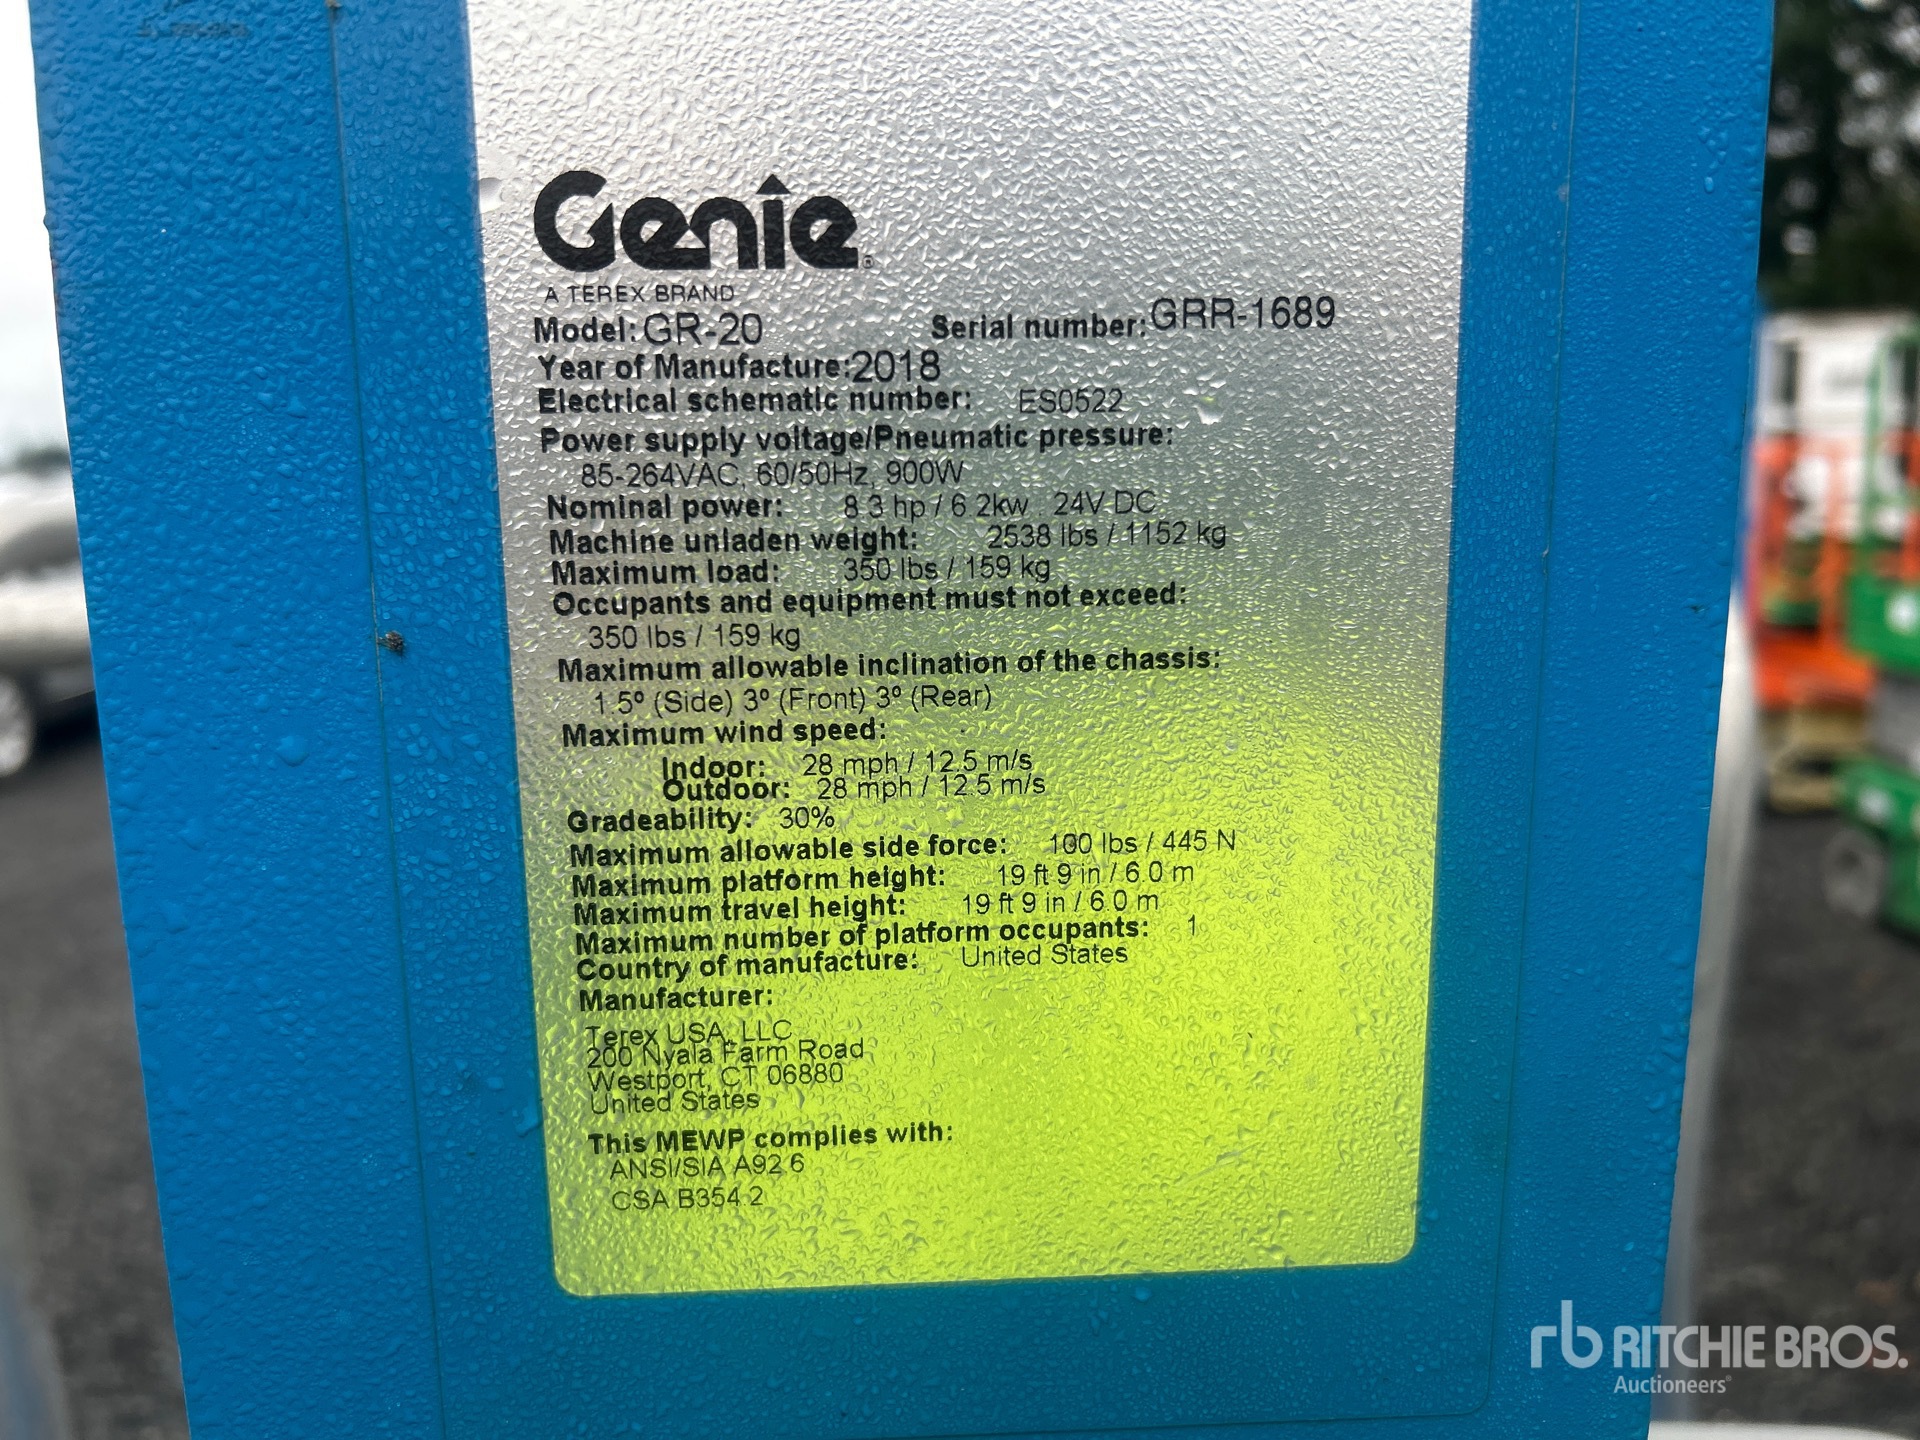 Genie®
A TEREX BRAND
Model: GR-20 Serial number: GRR-1689
Year of Manufacture: 2018
Electrical schematic number: ES0522
Power supply voltage/Pneumatic pressure:
85-264VAC, 60/50Hz, 900W
Nominal power: 8.3 hp / 6.2kw . 24V DC
Machine unladen weight: 2538 lbs / 1152 kg
Maximum load: 350 lbs / 159 kg
Occupants and equipment must not exceed:
350 lbs / 159 kg
Maximum allowable inclination of the chassis:
1.5º (Side) 3º (Front) 3º (Rear)
Maximum wind speed:
Indoor: 28 mph / 12.5 m/s
Outdoor: 28 mph / 12.5 m/s
Gradeability: 30%
Maximum allowable side force: 100 lbs / 445 N
Maximum platform height: 19 ft 9 in / 6.0 m
Maximum travel height: 19 ft 9 in / 6.0 m
Maximum number of platform occupants: 1
Country of manufacture: United States
Manufacturer:
Terex USA, LLC
200 Nyala Farm Road
Westport, CT 06880
United States
This MEWP complies with:
ANSI/SIA A92.6
CSA B354.2
rb RITCHIE BROS.
Auctioneers®